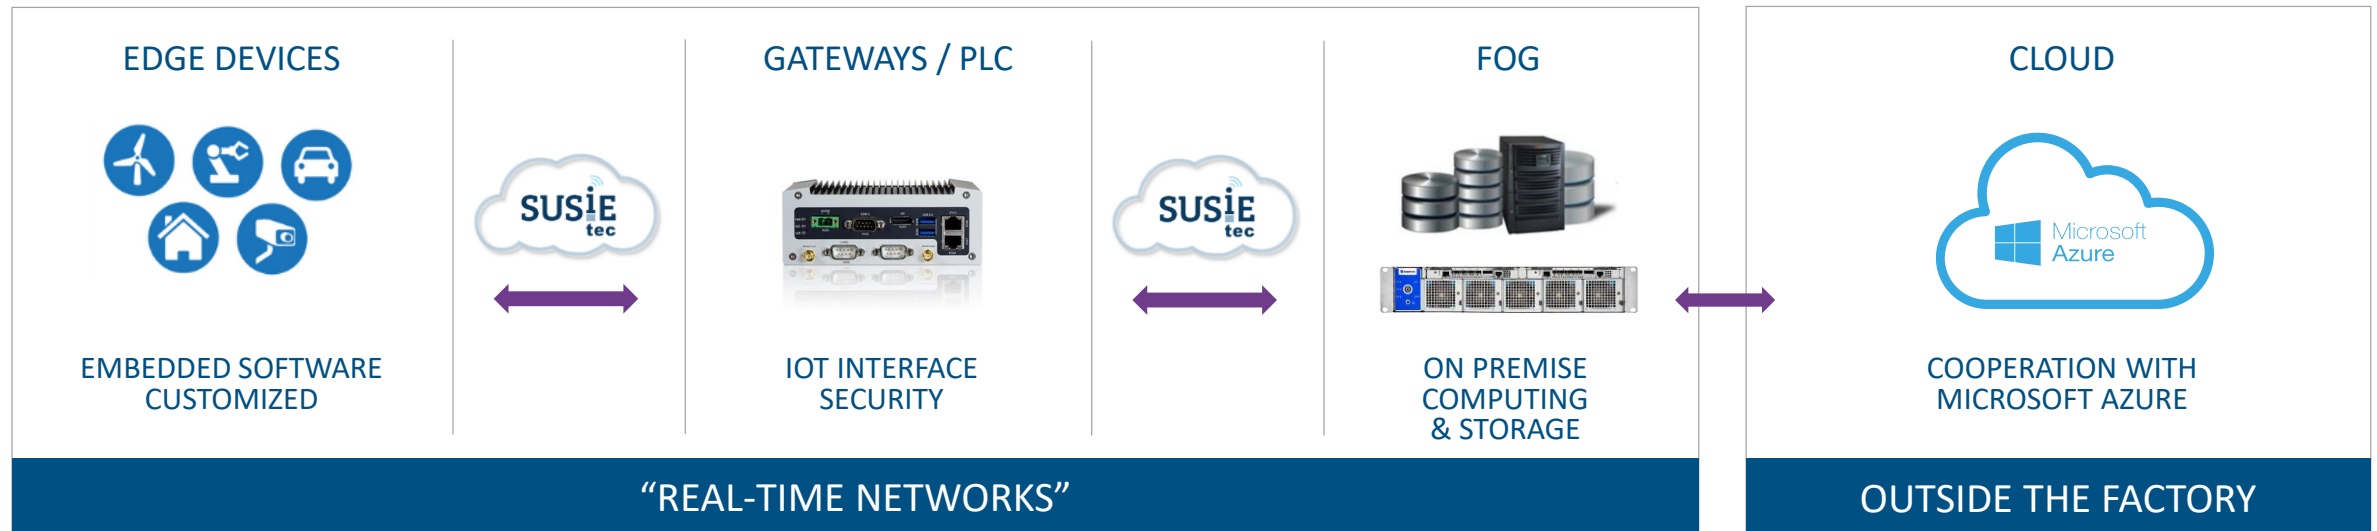 EDGE DEVICES
GATEWAYS / PLC
FOG
CLOUD
SUSiE
tec
SUSiE
tec
Microsoft
Azure
EMBEDDED SOFTWARE
CUSTOMIZED
IOT INTERFACE
SECURITY
ON PREMISE
COMPUTING
& STORAGE
COOPERATION WITH
MICROSOFT AZURE
“REAL-TIME NETWORKS”
OUTSIDE THE FACTORY